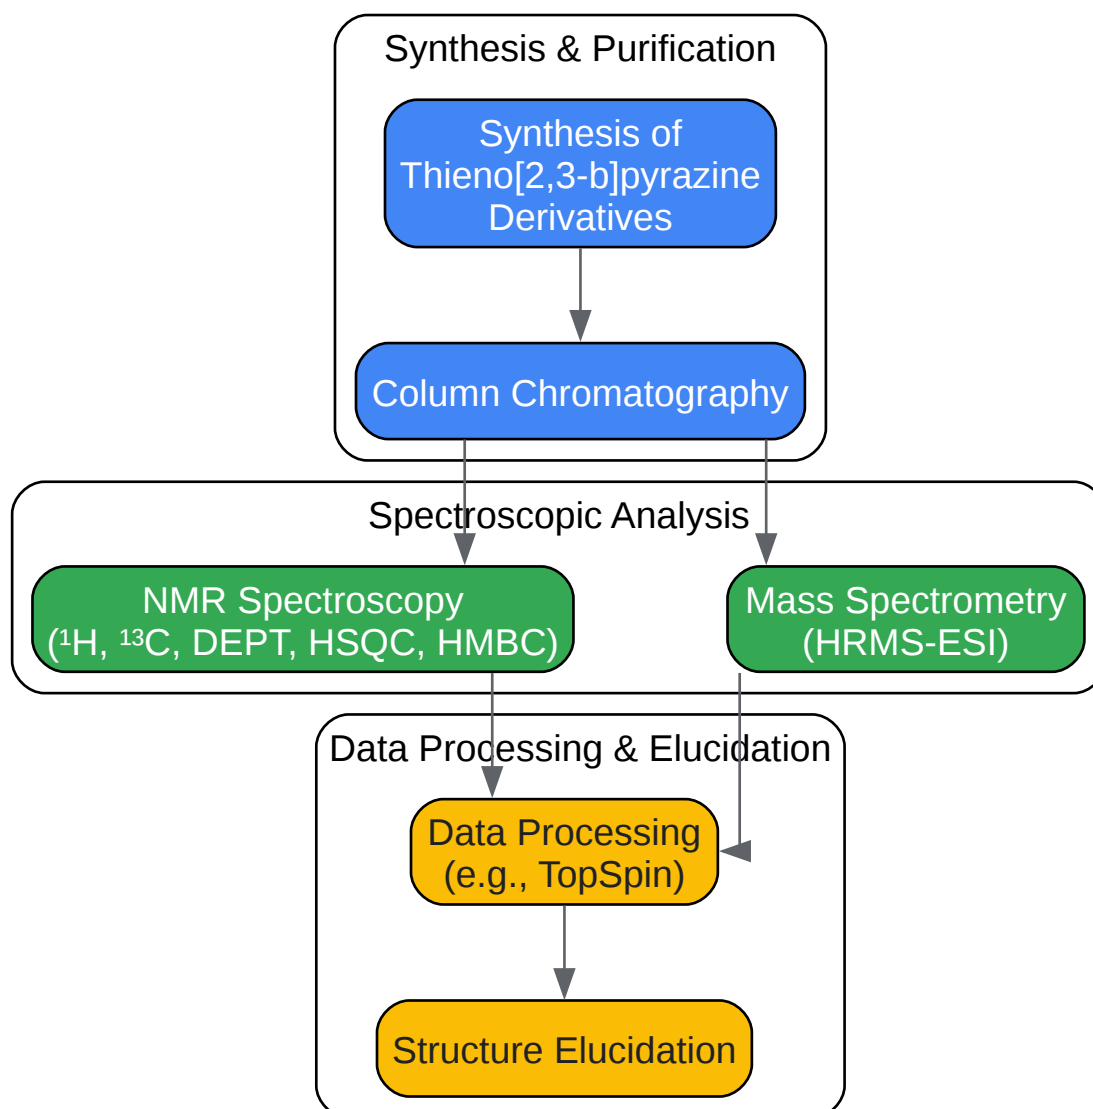 Synthesis & Purification
Synthesis of
Thieno[2,3-b]pyrazine
Derivatives
Column Chromatography
Spectroscopic Analysis
NMR Spectroscopy
(¹H, ¹³C, DEPT, HSQC, HMBC)
Mass Spectrometry
(HRMS-ESI)
Data Processing & Elucidation
Data Processing
(e.g., TopSpin)
Structure Elucidation